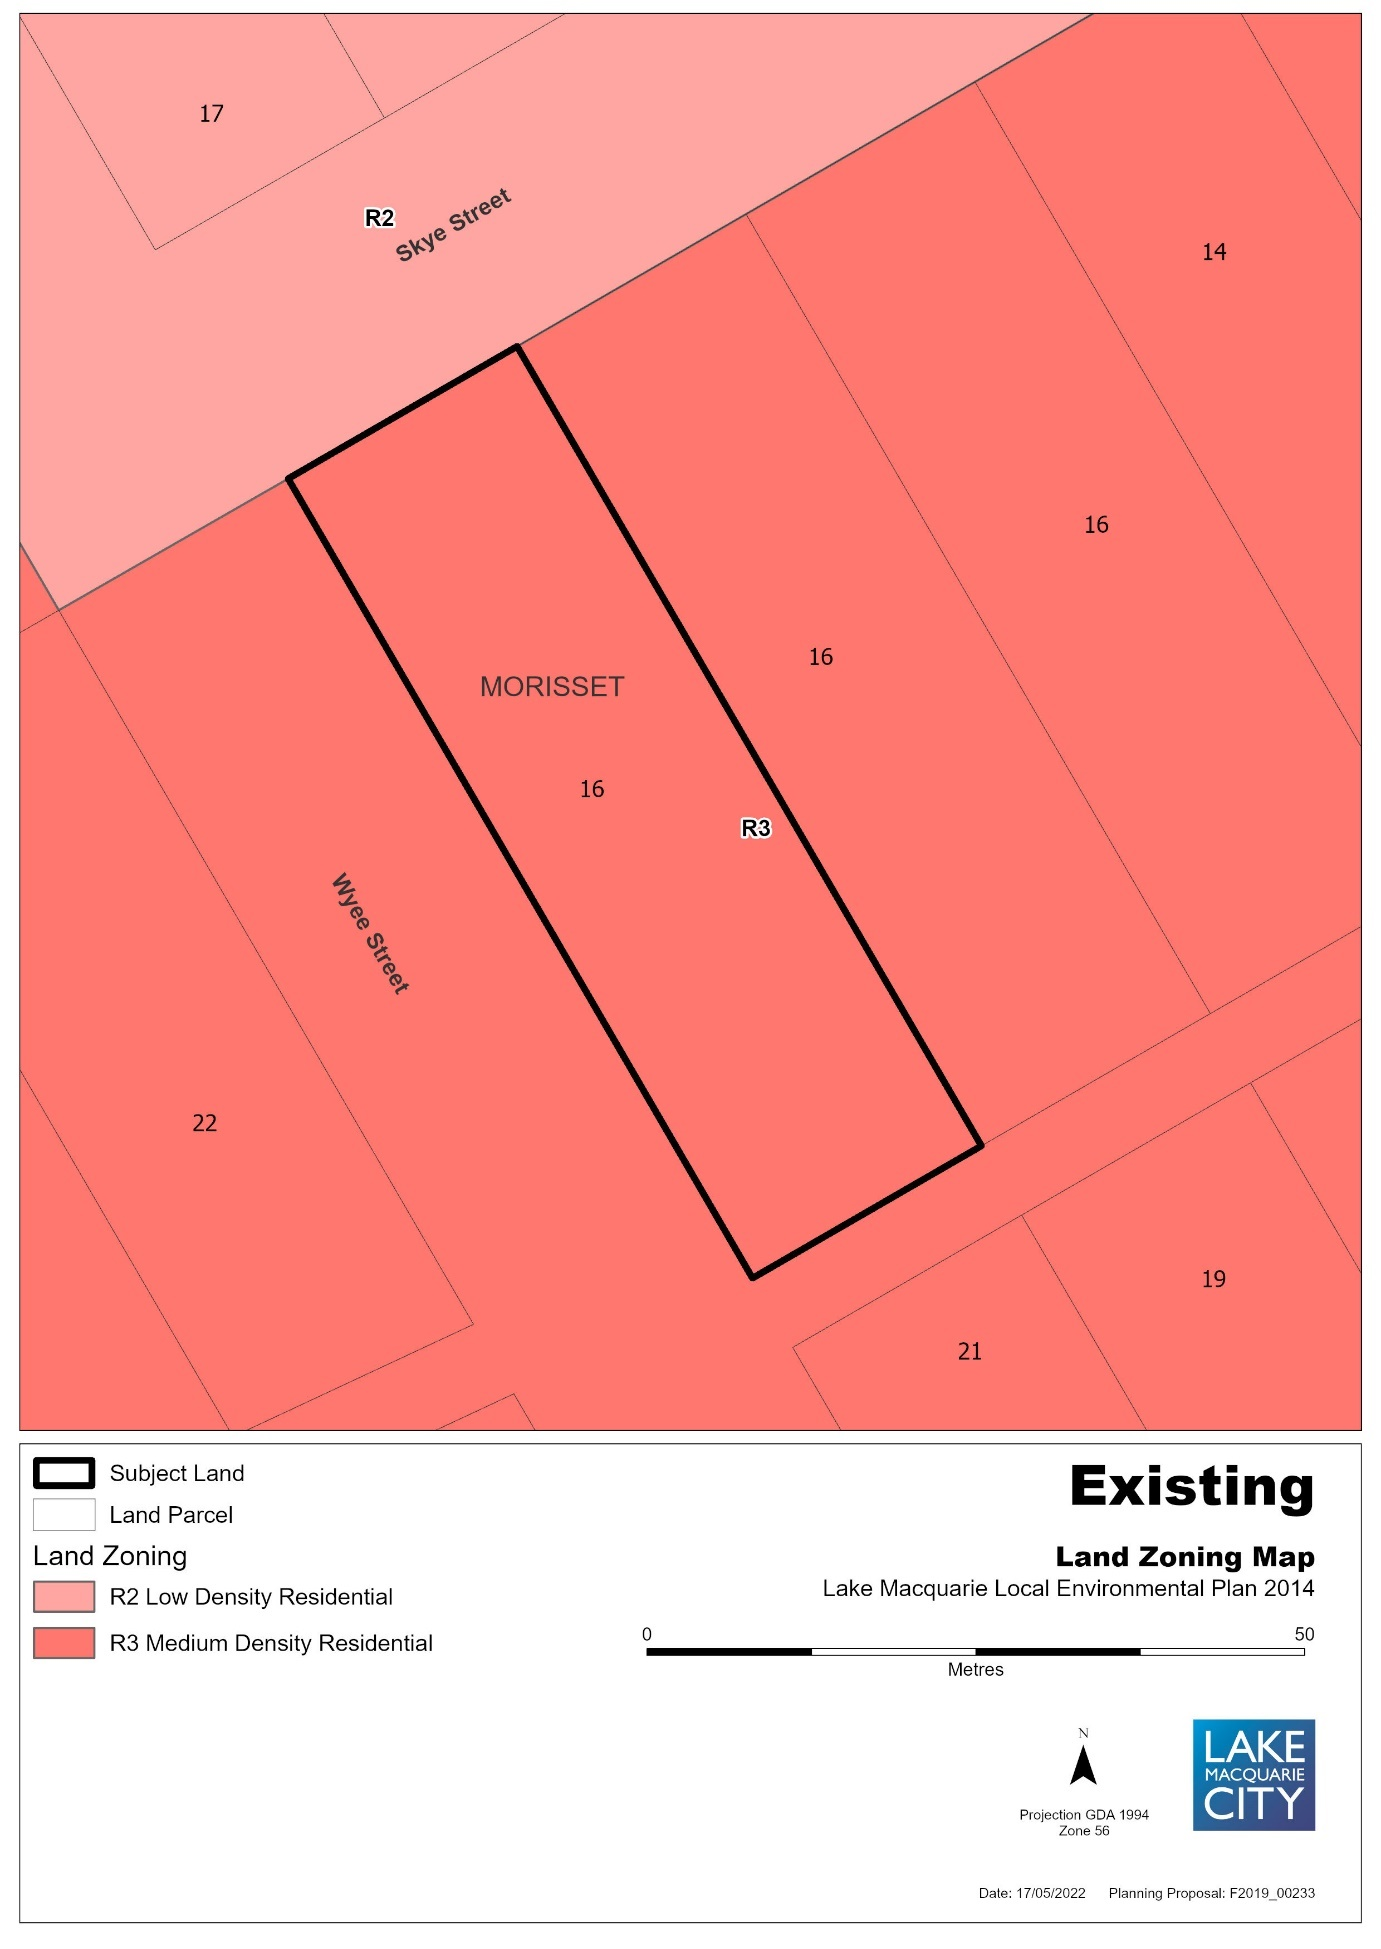 17
R2
Skye Street
14
16
16
MORISSET
16
R3
Wyee Street
22
19
21
Subject Land
Land Parcel
Land Zoning
R2 Low Density Residential
R3 Medium Density Residential
Existing
Land Zoning Map
Lake Macquarie Local Environmental Plan 2014
0 50
Metres
N
Projection GDA 1994
Zone 56
LAKE
MACQUARIE
CITY
Date: 17/05/2022 Planning Proposal: F2019_00233